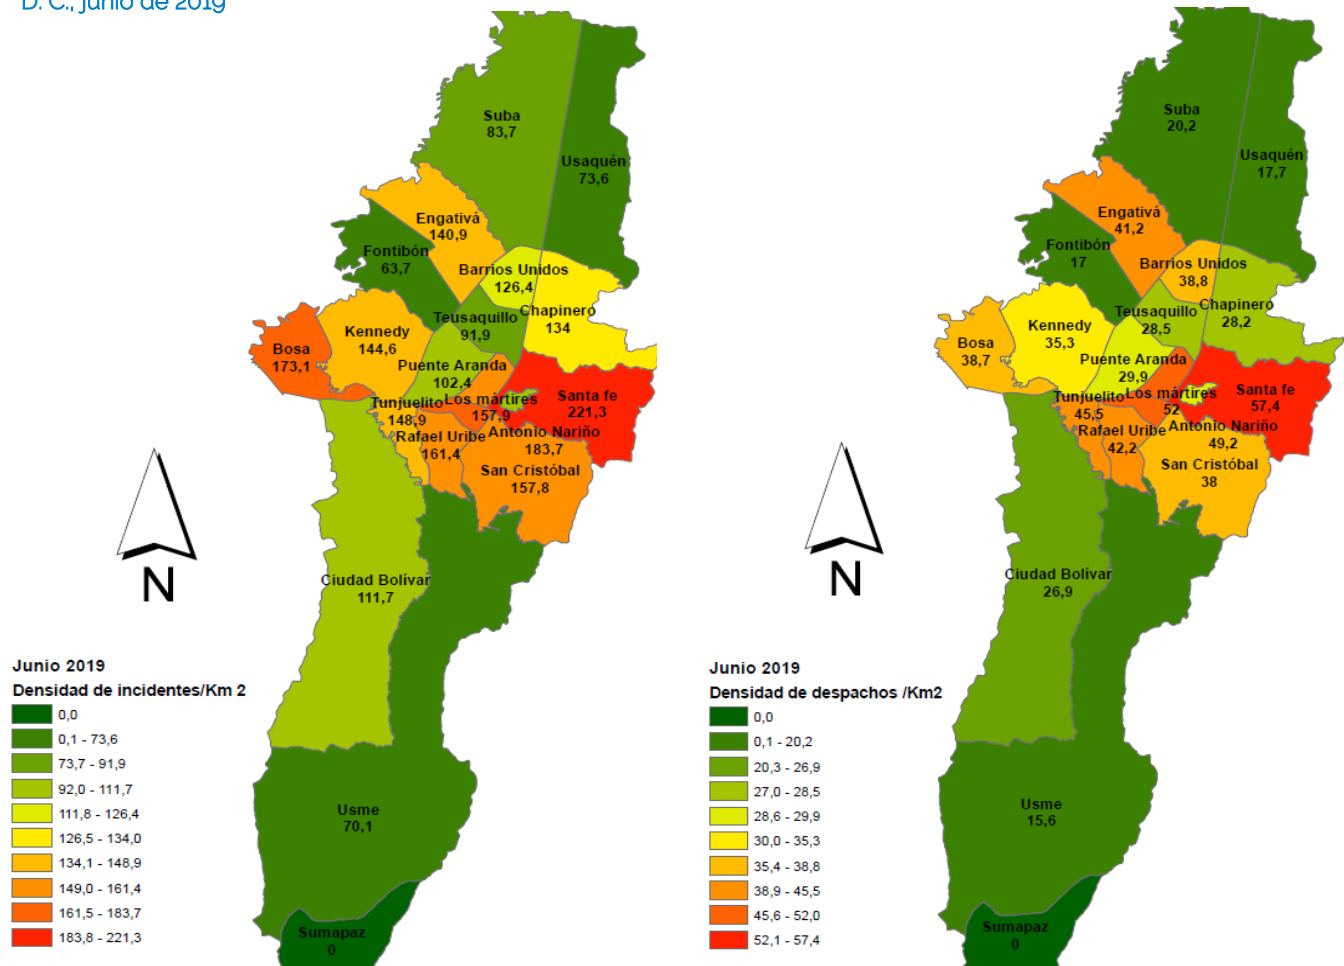 D. C., junio de 2019
Suba
83,7
Usaquén
73,6
Engativá
140,9
Fontibón
63,7
Barrios Unidos
126,4
Chapinero
134
Teusaquillo
91,9
Kennedy
144,6
Bosa
173,1
Puente Aranda
102,4
Santa fe
221,3
Tunjuelito
148,9
Los mártires
157,9
Rafael Uribe
161,4
Antonio Nariño
183,7
San Cristóbal
157,8
N
Ciudad Bolívar
111,7
Usme
70,1
Sumapaz
0
Junio 2019
Densidad de incidentes/Km 2
0,0
0,1 - 73,6
73,7 - 91,9
92,0 - 111,7
111,8 - 126,4
126,5 - 134,0
134,1 - 148,9
149,0 - 161,4
161,5 - 183,7
183,8 - 221,3
Suba
20,2
Usaquén
17,7
Engativá
41,2
Fontibón
17
Barrios Unidos
38,8
Chapinero
28,2
Teusaquillo
28,5
Kennedy
35,3
Bosa
38,7
Puente Aranda
29,9
Santa fe
57,4
Tunjuelito
45,5
Los mártires
52
Rafael Uribe
42,2
Antonio Nariño
49,2
San Cristóbal
38
N
Ciudad Bolívar
26,9
Usme
15,6
Sumapaz
0
Junio 2019
Densidad de despachos /Km2
0,0
0,1 - 20,2
20,3 - 26,9
27,0 - 28,5
28,6 - 29,9
30,0 - 35,3
35,4 - 38,8
38,9 - 45,5
45,6 - 52,0
52,1 - 57,4